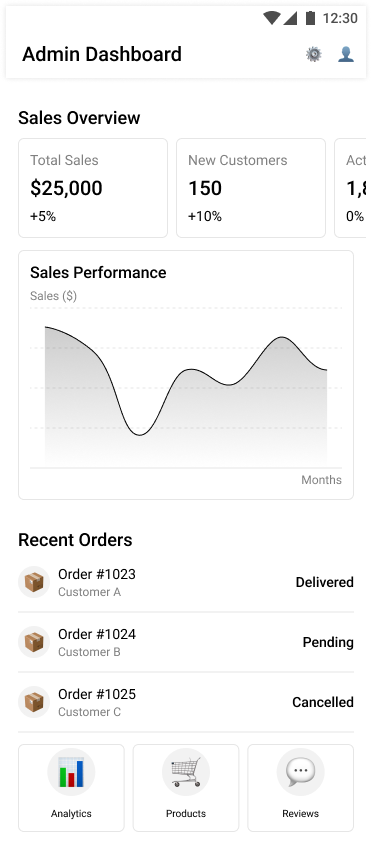 12:30
Admin Dashboard
Sales Overview
Total Sales
$25,000
+5%
New Customers
150
+10%
Act
1,8
0%
Sales Performance
Sales ($)
Months
Recent Orders
Order #1023
Customer A
Delivered
Order #1024
Customer B
Pending
Order #1025
Customer C
Cancelled
Analytics
Products
Reviews